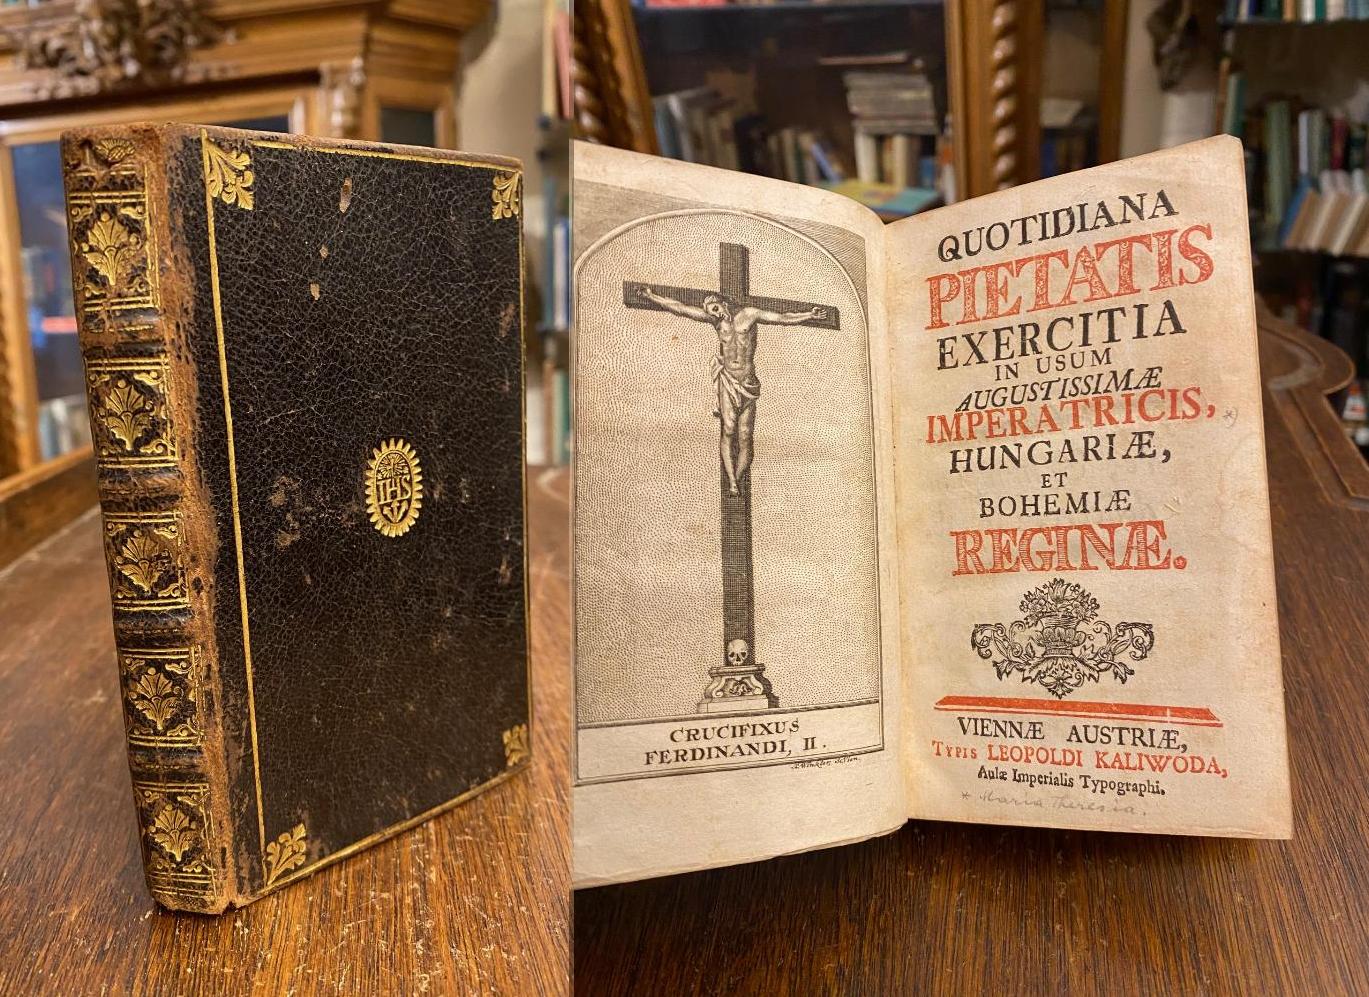 IHS
CRUCIFIXUS
FERDINANDI, II.
QUOTIDIANA
PIETATIS
EXERCITIA
IN USUM
AUGUSTISSIMÆ
IMPERATRICIS, *)
HUNGARIÆ,
ET
BOHEMIÆ
REGINÆ.
VIENNÆ AUSTRIÆ,
TYPIS LEOPOLDI KALIWODA,
Aulæ Imperialis Typographi.
* Maria Theresia.